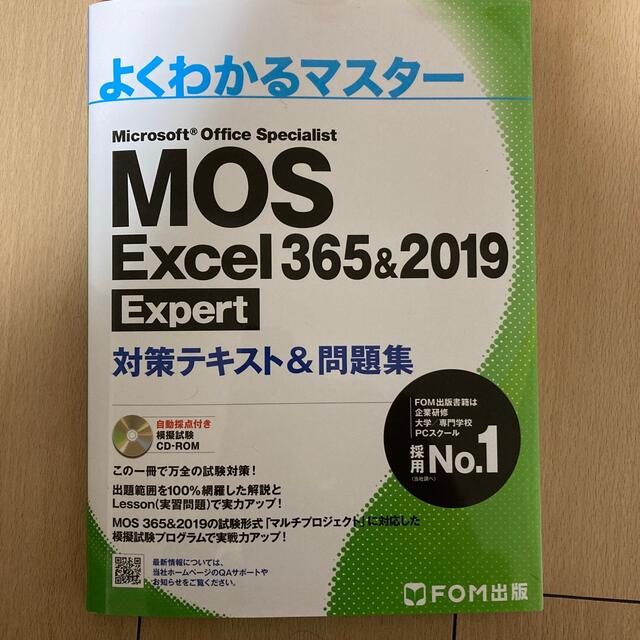 よくわかるマスター
Microsoft® Office Specialist
MOS
Excel 365&2019
Expert
対策テキスト&問題集
自動採点付き
模擬試験
CD-ROM
FOM出版書籍は
企業研修
大学/専門学校
PCスクール
採用No.1
(当社調べ)
この一冊で万全の試験対策!
出題範囲を100%網羅した解説と
Lesson(実習問題)で実力アップ!
MOS 365&2019の試験形式「マルチプロジェクト」に対応した
模擬試験プログラムで実戦力アップ!
最新情報については、
当社ホームページのQAサポートや
お知らせをご覧ください。
FOM出版